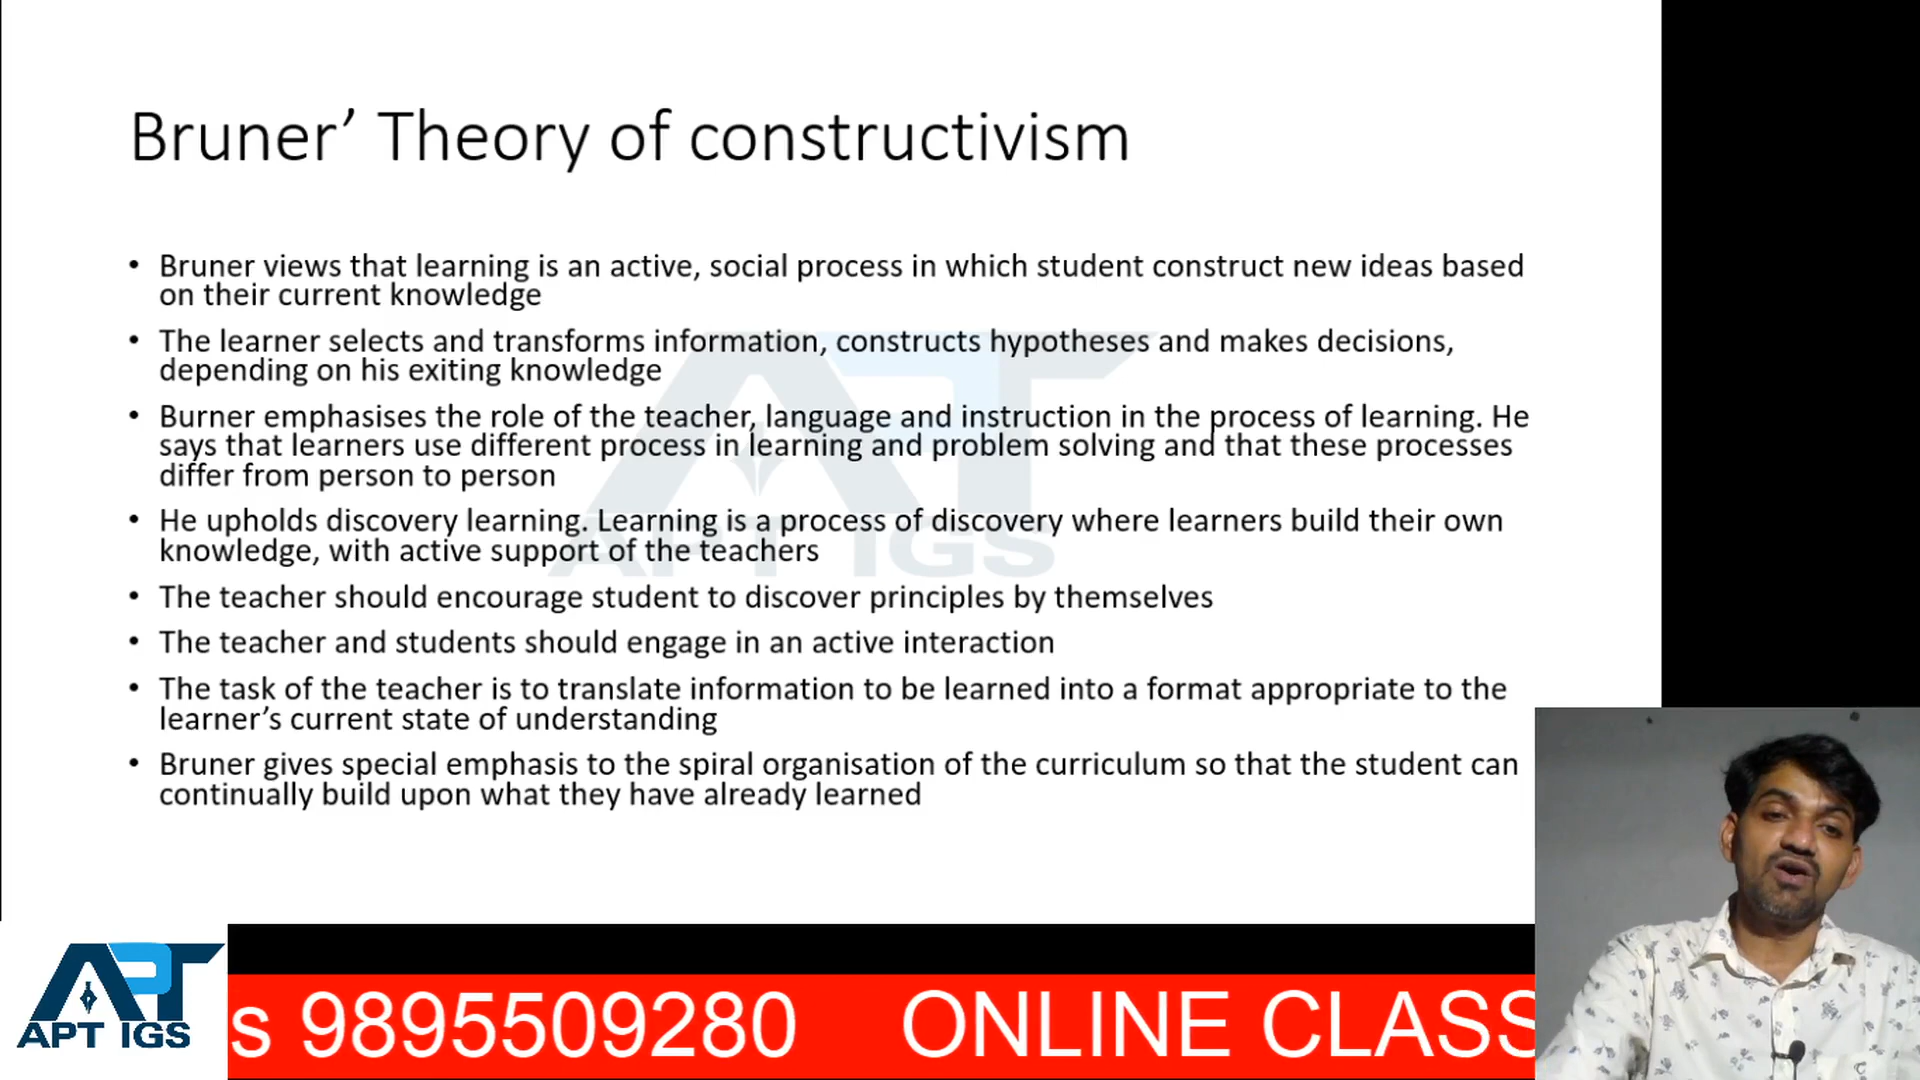 Bruner’ Theory of constructivism
• Bruner views that learning is an active, social process in which student construct new ideas based
on their current knowledge
• The learner selects and transforms information, constructs hypotheses and makes decisions,
depending on his exiting knowledge
• Burner emphasises the role of the teacher, language and instruction in the process of learning. He
says that learners use different process in learning and problem solving and that these processes
differ from person to person
• He upholds discovery learning. Learning is a process of discovery where learners build their own
knowledge, with active support of the teachers
• The teacher should encourage student to discover principles by themselves
• The teacher and students should engage in an active interaction
• The task of the teacher is to translate information to be learned into a format appropriate to the
learner’s current state of understanding
• Bruner gives special emphasis to the spiral organisation of the curriculum so that the student can
continually build upon what they have already learned
APT
APT IGS
APT
APT IGS
s 9895509280 ONLINE CLASS